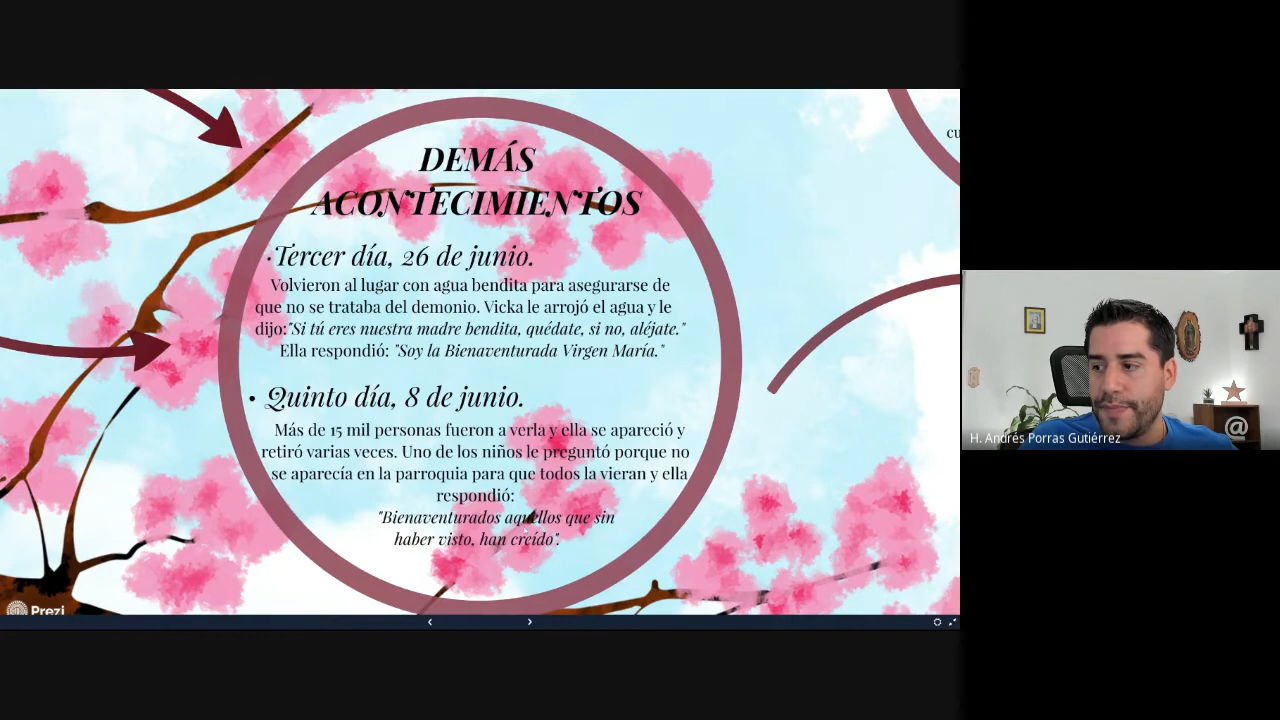 DEMÁS
ACONTECIMIENTOS
·Tercer día, 26 de junio.
Volvieron al lugar con agua bendita para asegurarse de
que no se trataba del demonio. Vicka le arrojó el agua y le
dijo:"Si tú eres nuestra madre bendita, quédate, si no, aléjate."
Ella respondió: "Soy la Bienaventurada Virgen María."
· Quinto día, 8 de junio.
Más de 15 mil personas fueron a verla y ella se apareció y
retiró varias veces. Uno de los niños le preguntó porque no
se aparecía en la parroquia para que todos la vieran y ella
respondió:
"Bienaventurados aquellos que sin
haber visto, han creído".
cu
Prezi
H. Andrés Porras Gutiérrez
@